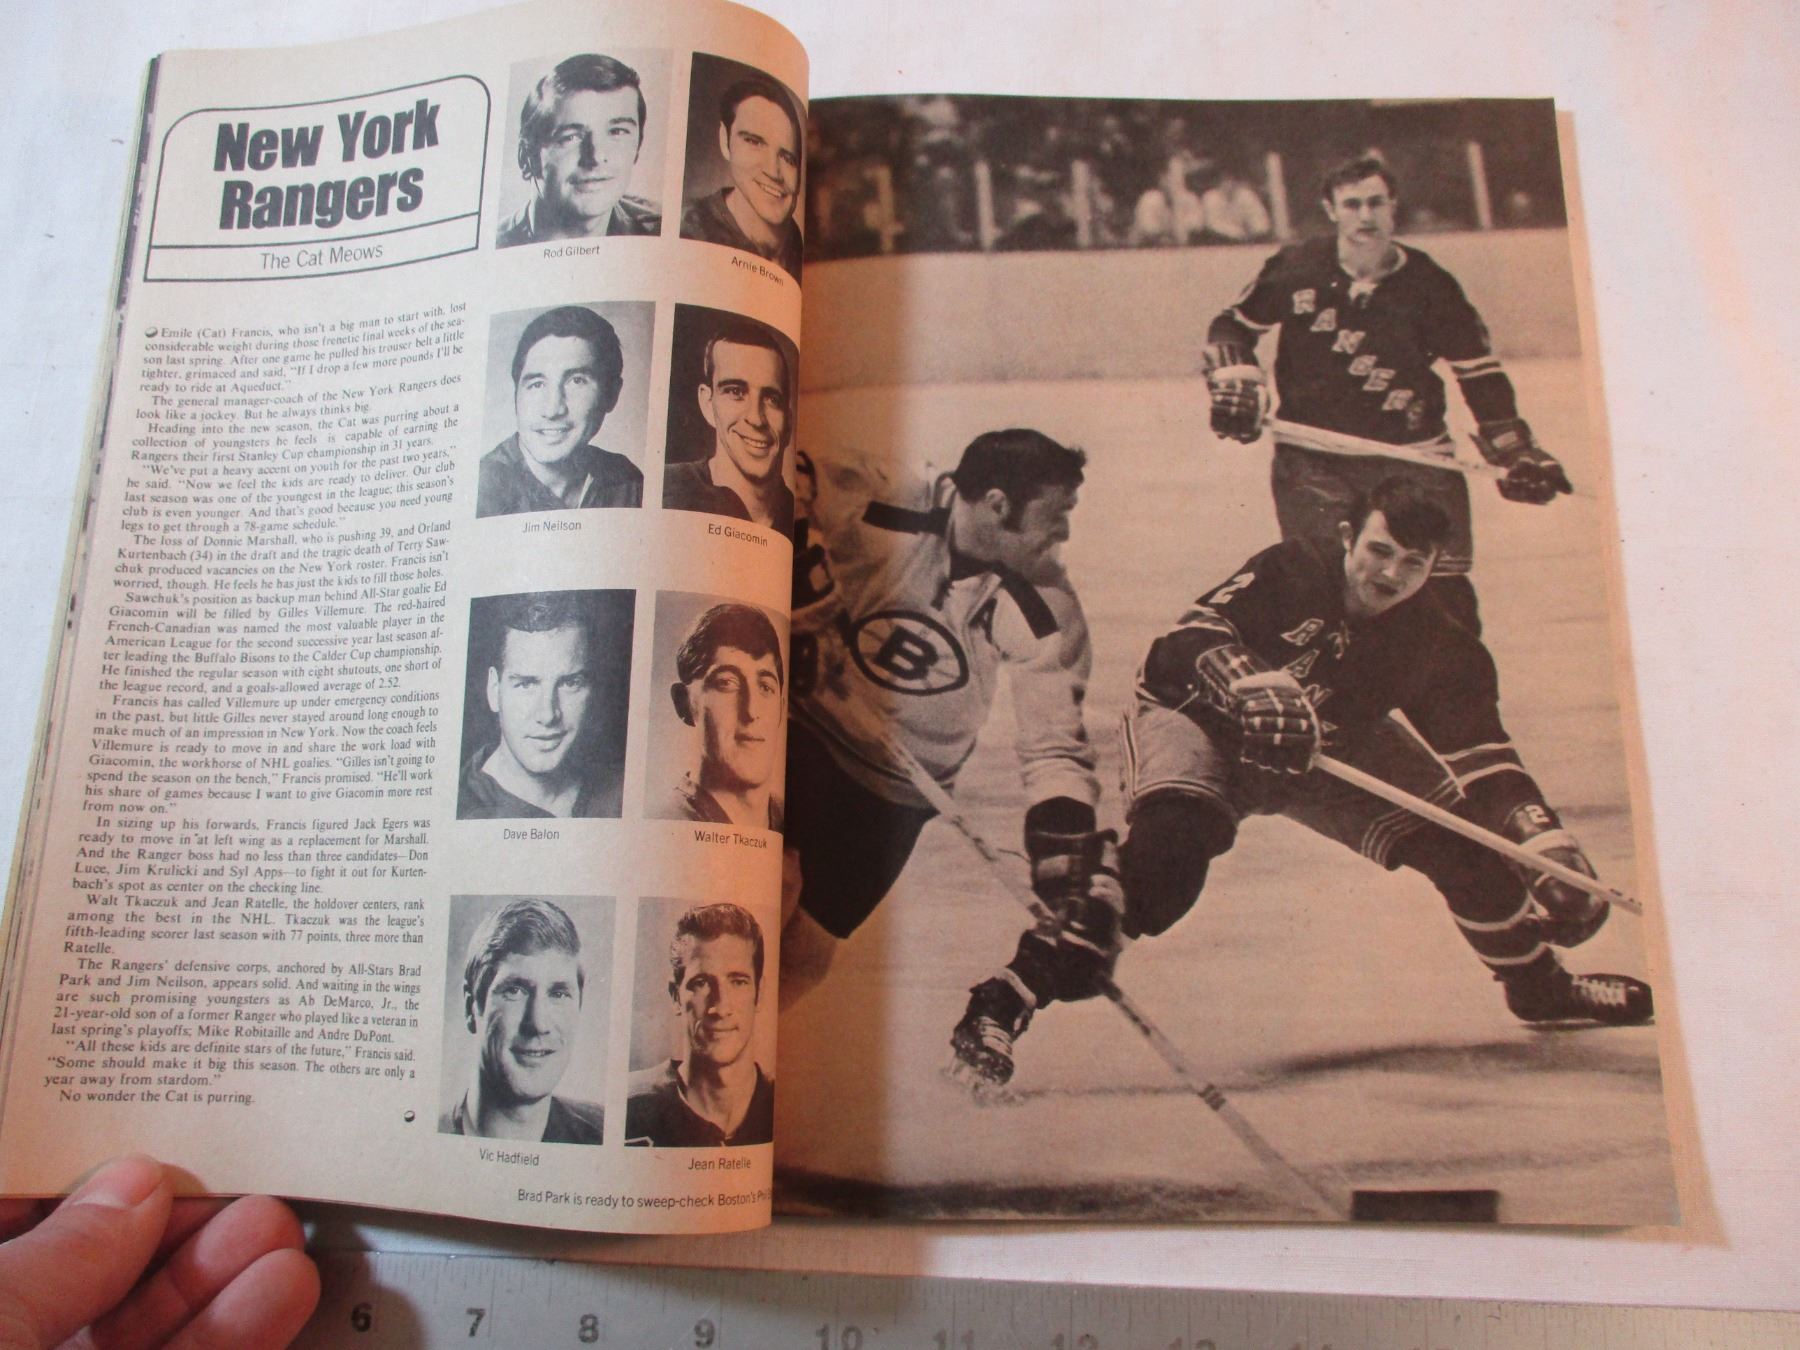 New York
Rangers
The Cat Meows
Emile (Cat) Francis, who isn't a big man to start with, lost
considerable weight during those frenetic final weeks of the sea-
son last spring. After one game he pulled his trouser belt a little
tighter, grimaced and said, "If I drop a few more pounds I'll be
ready to ride at Aqueduct."
The general manager-coach of the New York Rangers does
look like a jockey. But he always thinks big.
Heading into the new season, the Cat was purring about a
collection of youngsters he feels is capable of earning the
Rangers their first Stanley Cup championship in 31 years.
"We've put a heavy accent on youth for the past two years,"
he said. "Now we feel the kids are ready to deliver. Our club
last season was one of the youngest in the league; this season's
club is even younger. And that's good because you need young
legs to get through a 78-game schedule."
The loss of Donnie Marshall, who is pushing 39, and Orland
Kurtenbach (34) in the draft and the tragic death of Terry Saw-
chuk produced vacancies on the New York roster. Francis isn't
worried, though. He feels he has just the kids to fill those holes.
Sawchuk's position as backup man behind All-Star goalie Ed
Giacomin will be filled by Gilles Villemure. The red-haired
French-Canadian was named the most valuable player in the
American League for the second successive year last season af-
ter leading the Buffalo Bisons to the Calder Cup championship.
He finished the regular season with eight shutouts, one short of
the league record, and a goals-allowed average of 2.52.
Francis has called Villemure up under emergency conditions
in the past, but little Gilles never stayed around long enough to
make much of an impression in New York. Now the coach feels
Villemure is ready to move in and share the work load with
Giacomin, the workhorse of NHL goalies. "Gilles isn't going to
spend the season on the bench," Francis promised. "He'll work
his share of games because I want to give Giacomin more rest
from now on."
In sizing up his forwards, Francis figured Jack Egers was
ready to move in at left wing as a replacement for Marshall.
And the Ranger boss had no less than three candidates—Don
Luce, Jim Krulicki and Syl Apps—to fight it out for Kurten-
bach's spot as center on the checking line.
Walt Tkaczuk and Jean Ratelle, the holdover centers, rank
among the best in the NHL. Tkaczuk was the league's
fifth-leading scorer last season with 77 points, three more than
Ratelle.
The Rangers' defensive corps, anchored by All-Stars Brad
Park and Jim Neilson, appears solid. And waiting in the wings
are such promising youngsters as Ab DeMarco, Jr., the
21-year-old son of a former Ranger who played like a veteran in
last spring's playoffs; Mike Robitaille and Andre DuPont.
"All these kids are definite stars of the future," Francis said.
"Some should make it big this season. The others are only a
year away from stardom."
No wonder the Cat is purring.
Rod Gilbert
Arnie Brown
Jim Neilson
Ed Giacomin
Dave Balon
Walter Tkaczuk
Vic Hadfield
Jean Ratelle
Brad Park is ready to sweep-check Boston's
RANGERS
2
RAN
2
A
B
6 7 8 9 10 11 12 13